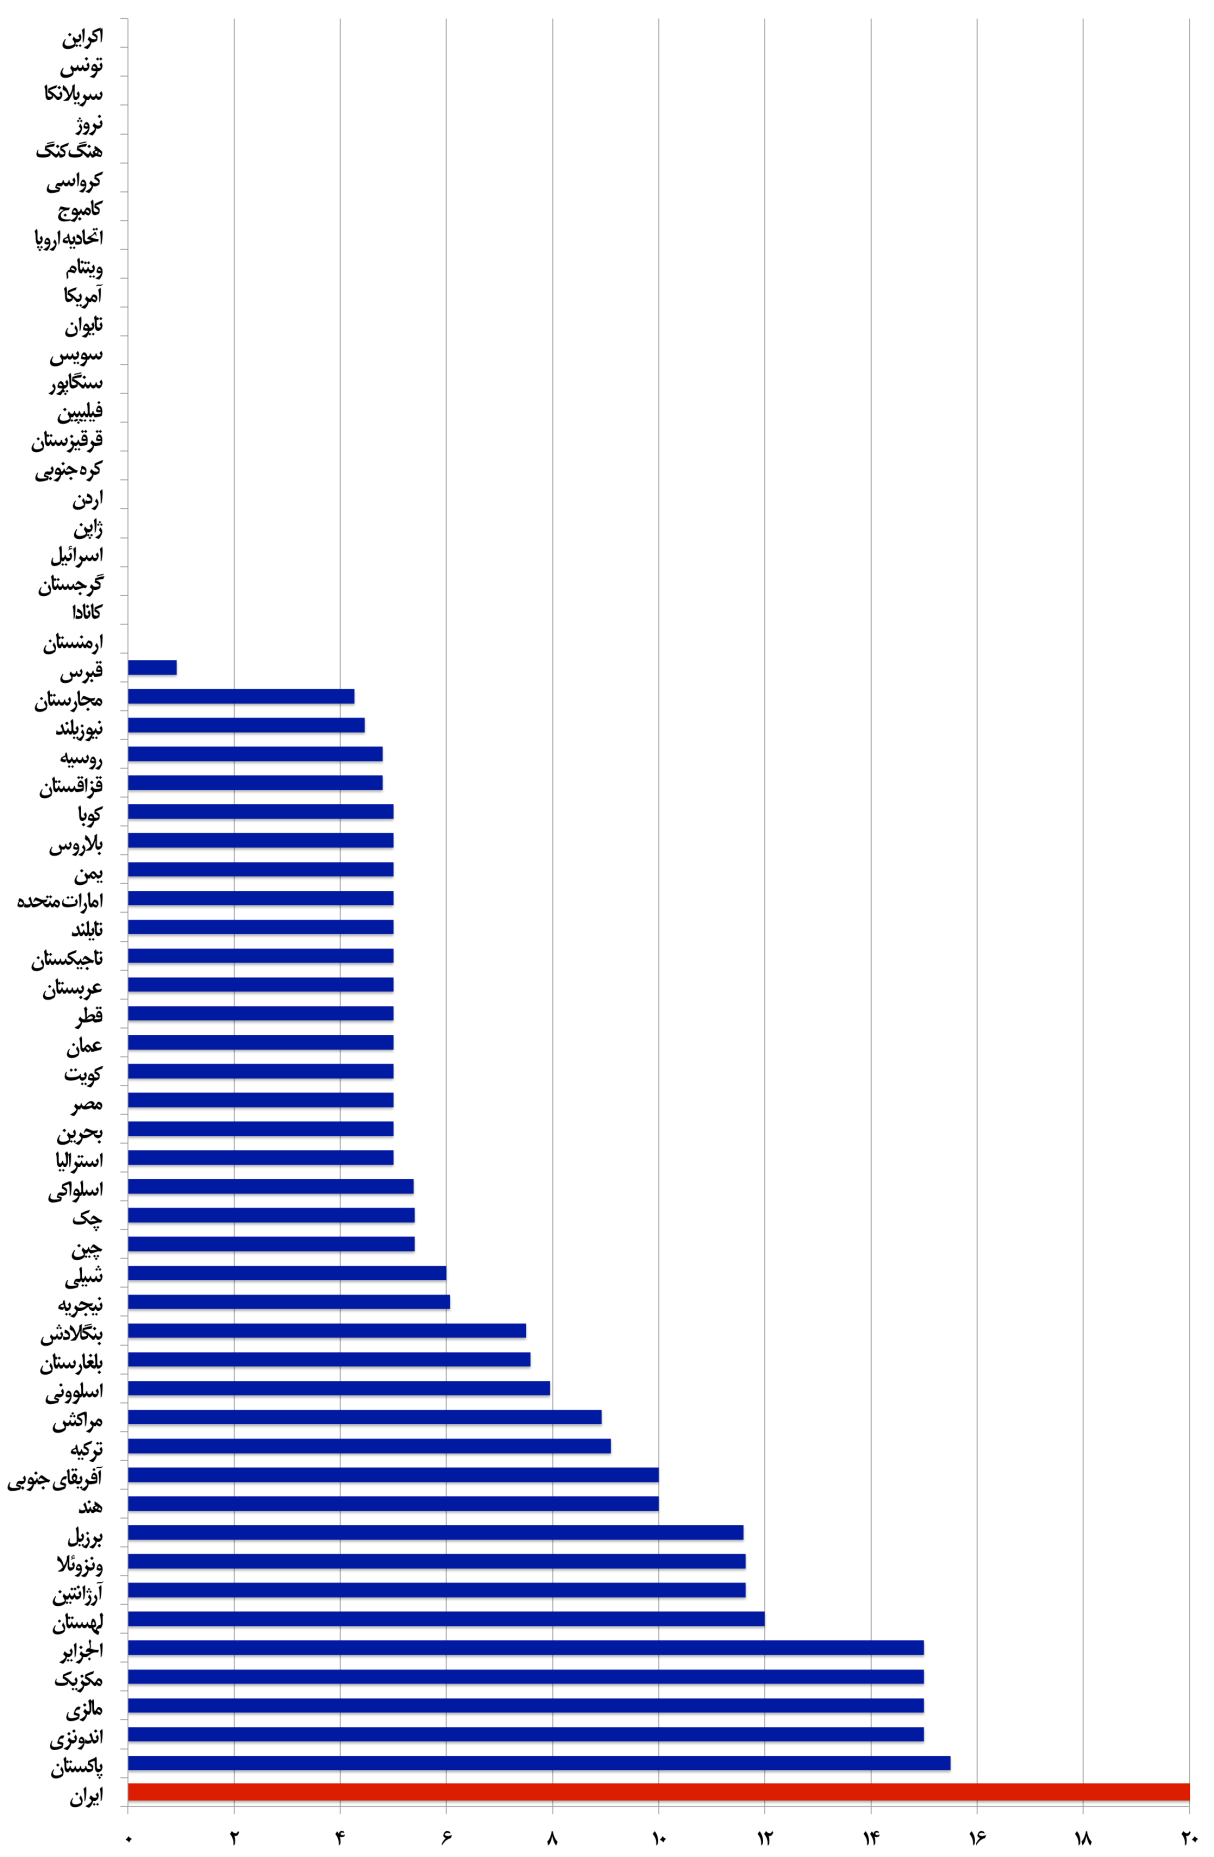 اکراین
تونس
سریلانکا
نروژ
هنگ‌کنگ
کرواسی
کامبوج
اتحادیه اروپا
ویتنام
آمریکا
تایوان
سویس
سنگاپور
فیلیپین
قرقیزستان
کره جنوبی
اردن
ژاپن
اسرائیل
گرجستان
کانادا
ارمنستان
قبرس
مجارستان
نیوزیلند
روسیه
قزاقستان
کوبا
بلاروس
یمن
امارات متحده
تایلند
تاجیکستان
عربستان
قطر
عمان
کویت
مصر
بحرین
استرالیا
اسلواکی
چک
چین
شیلی
نیجریه
بنگلادش
بلغارستان
اسلوونی
مراکش
ترکیه
آفریقای جنوبی
هند
برزیل
ونزوئلا
آرژانتین
لهستان
الجزایر
مکزیک
مالزی
اندونزی
پاکستان
ایران
۰ ۲ ۴ ۶ ۸ ۱۰ ۱۲ ۱۴ ۱۶ ۱۸ ۲۰